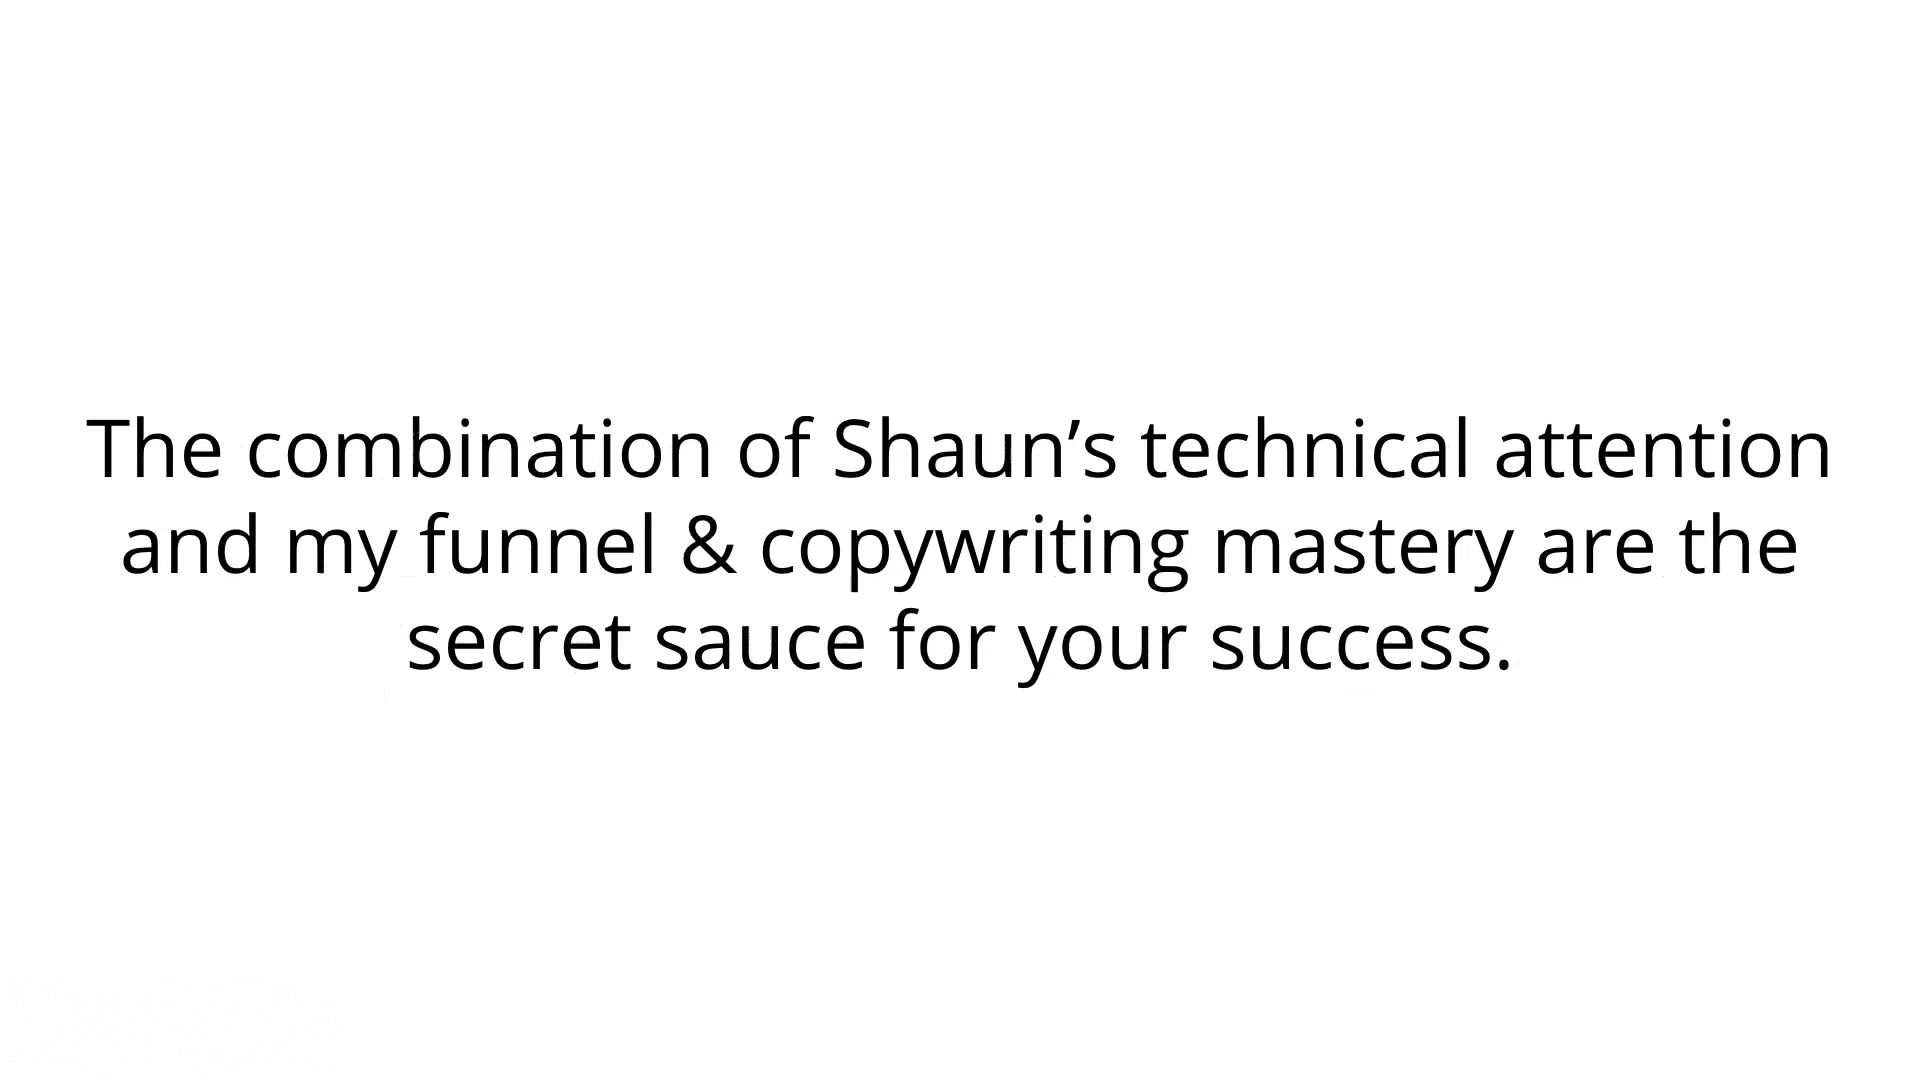 The combination of Shaun’s technical attention
and my funnel & copywriting mastery are the
secret sauce for your success.